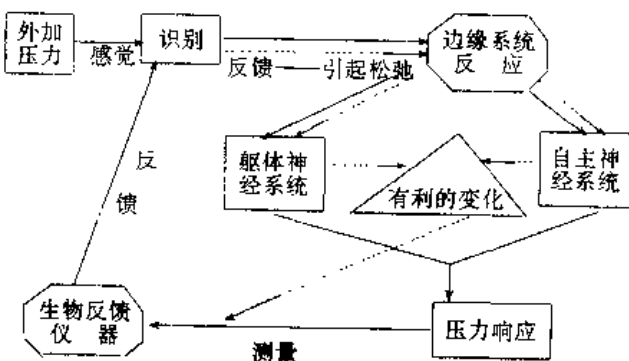 外加
压力
感觉
识别
反馈
引起松弛
边缘系统
反 应
反
馈
躯体神
经系统
有利的变化
自主神
经系统
生物反馈
仪 器
测量
压力响应